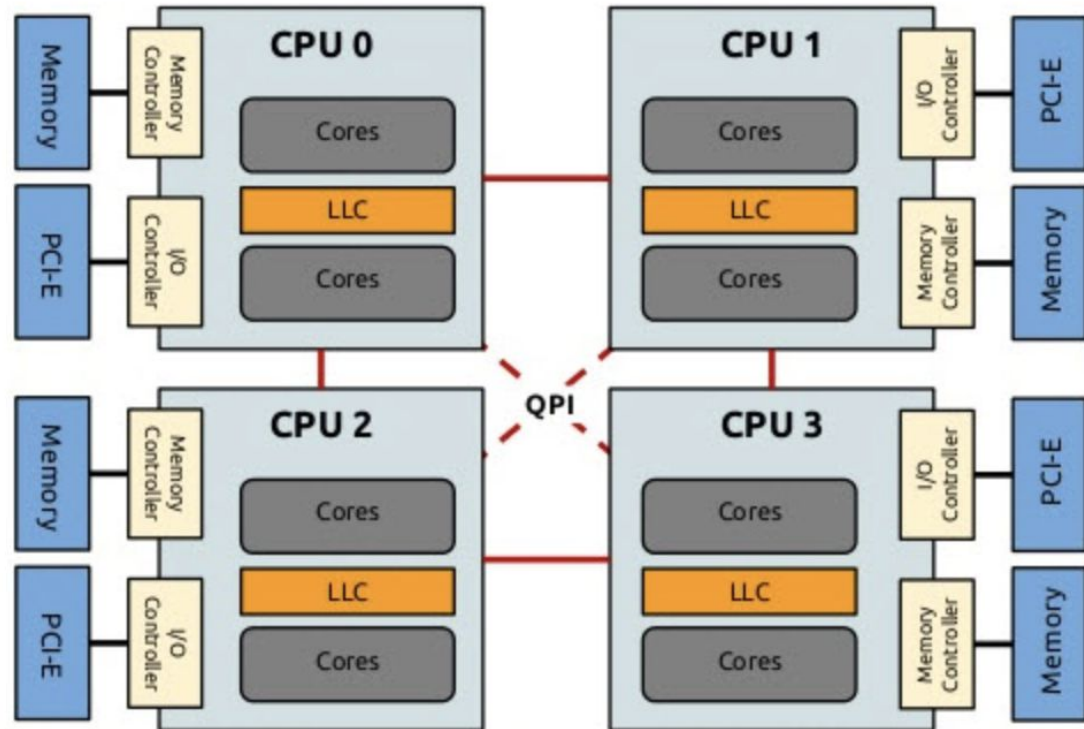 CPU 0
Memory
Memory
Controller
Cores
LLC
Cores
PCI-E
I/O
Controller
CPU 1
Cores
LLC
Cores
I/O
Controller
PCI-E
Memory
Controller
Memory
QPI
CPU 2
Memory
Memory
Controller
Cores
LLC
Cores
PCI-E
I/O
Controller
CPU 3
Cores
LLC
Cores
I/O
Controller
PCI-E
Memory
Controller
Memory